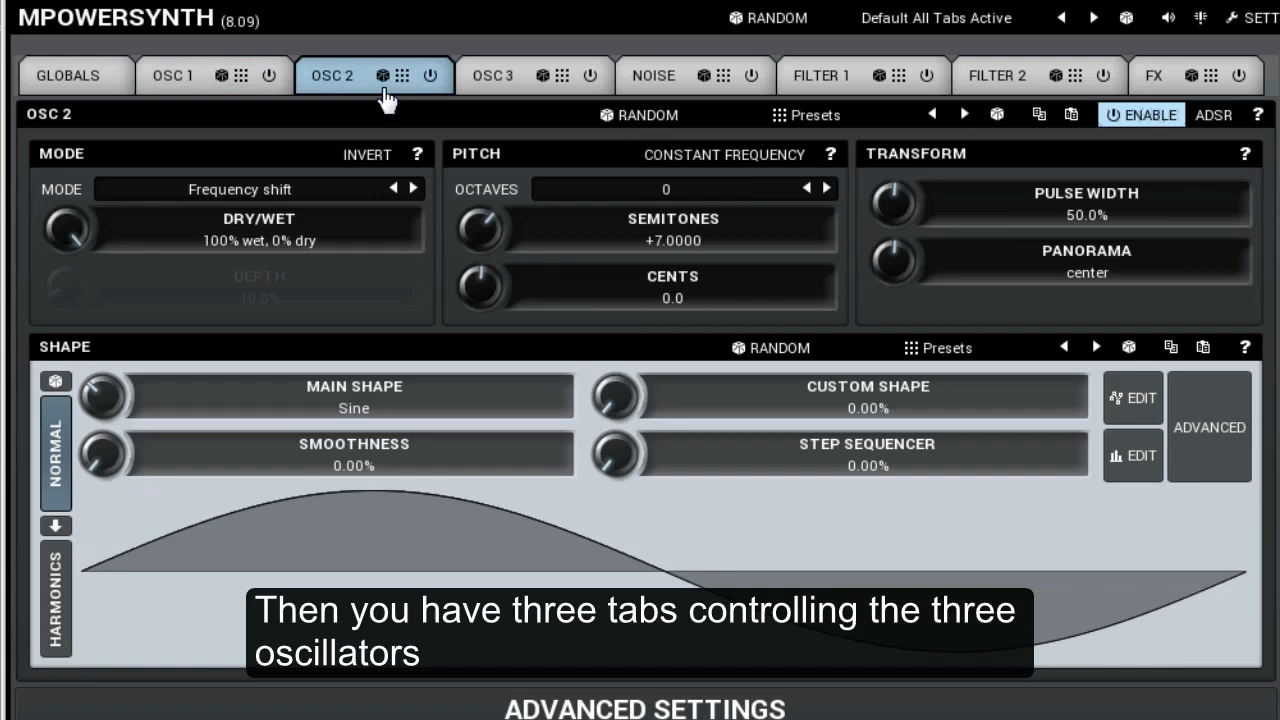 MPOWERSYNTH (8.09) RANDOM Default All Tabs Active SETT
GLOBALS OSC 1 OSC 2 OSC 3 NOISE FILTER 1 FILTER 2 FX
OSC 2 RANDOM Presets ENABLE ADSR ?
MODE INVERT ? PITCH CONSTANT FREQUENCY ? TRANSFORM ?
MODE Frequency shift OCTAVES 0
PULSE WIDTH
50.0%
DRY/WET
100% wet, 0% dry
SEMITONES
+7.0000
PANORAMA
center
DEPTH
10.0%
CENTS
0.0
SHAPE RANDOM Presets ?
MAIN SHAPE
Sine
CUSTOM SHAPE
0.00%
EDIT
ADVANCED
NORMAL
SMOOTHNESS
0.00%
STEP SEQUENCER
0.00%
EDIT
HARMONICS
Then you have three tabs controlling the three
oscillators
ADVANCED SETTINGS